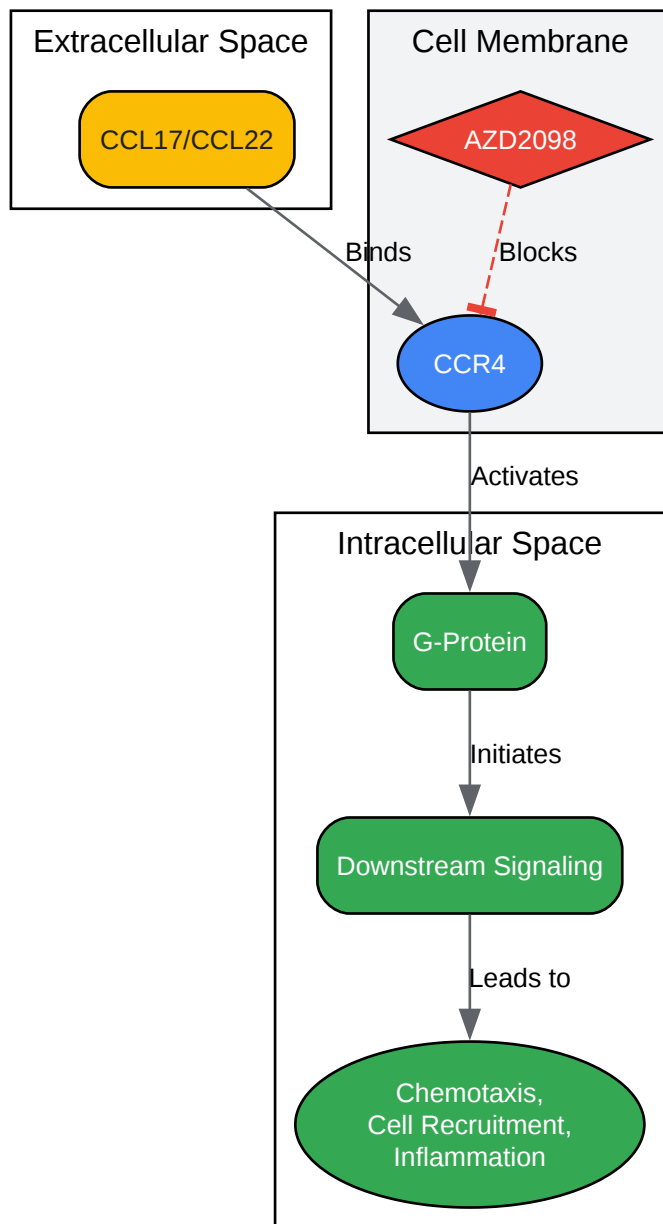 Extracellular Space
Cell Membrane
CCL17/CCL22
AZD2098
Binds
Blocks
CCR4
Activates
Intracellular Space
G-Protein
Initiates
Downstream Signaling
Leads to
Chemotaxis,
Cell Recruitment,
Inflammation